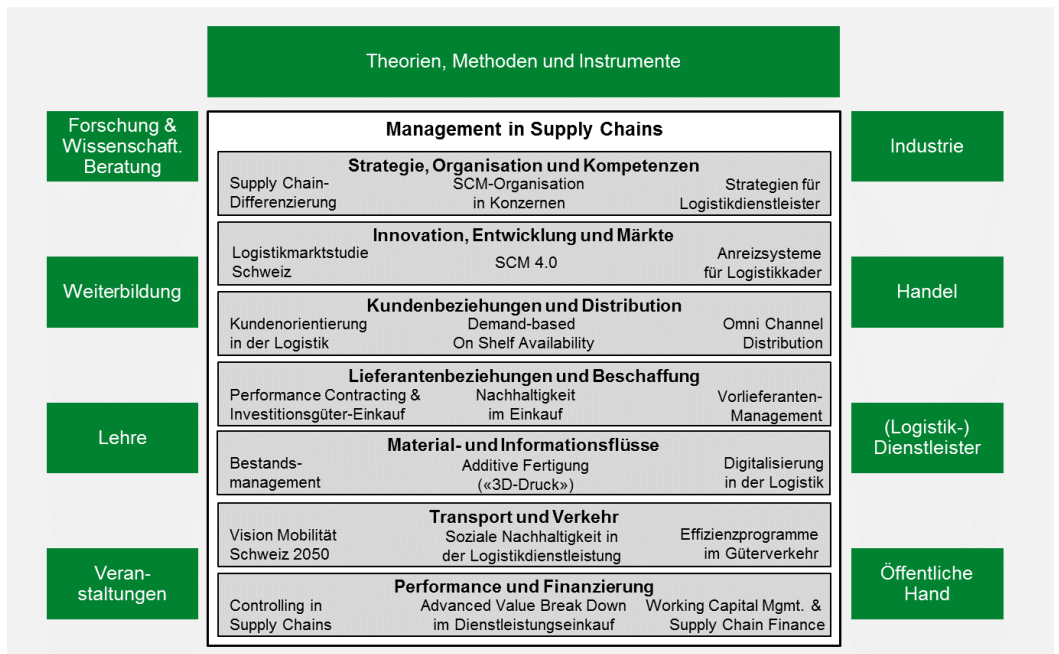 Theorien, Methoden und Instrumente
Forschung &
Wissenschaft.
Beratung
Weiterbildung
Lehre
Veran-
staltungen
Management in Supply Chains
Strategie, Organisation und Kompetenzen
Supply Chain-
Differenzierung
SCM-Organisation
in Konzernen
Strategien für
Logistikdienstleister
Innovation, Entwicklung und Märkte
Logistikmarktstudie
Schweiz
SCM 4.0
Anreizsysteme
für Logistikkader
Kundenbeziehungen und Distribution
Kundenorientierung
in der Logistik
Demand-based
On Shelf Availability
Omni Channel
Distribution
Lieferantenbeziehungen und Beschaffung
Performance Contracting &
Investitionsgüter-Einkauf
Nachhaltigkeit
im Einkauf
Vorlieferanten-
Management
Material- und Informationsflüsse
Bestands-
management
Additive Fertigung
(«3D-Druck»)
Digitalisierung
in der Logistik
Transport und Verkehr
Vision Mobilität
Schweiz 2050
Soziale Nachhaltigkeit in
der Logistikdienstleistung
Effizienzprogramme
im Güterverkehr
Performance und Finanzierung
Controlling in
Supply Chains
Advanced Value Break Down
im Dienstleistungseinkauf
Working Capital Mgmt. &
Supply Chain Finance
Industrie
Handel
(Logistik-)
Dienstleister
Öffentliche
Hand